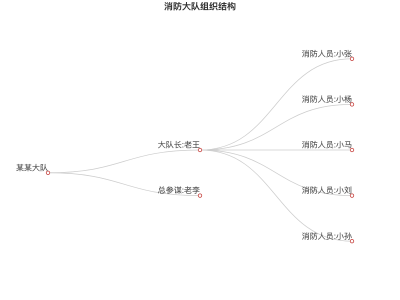 消防大队组织结构
消防人员:小张
消防人员:小杨
大队长:老王
消防人员:小马
某某大队
总参谋:老李
消防人员:小刘
消防人员:小孙